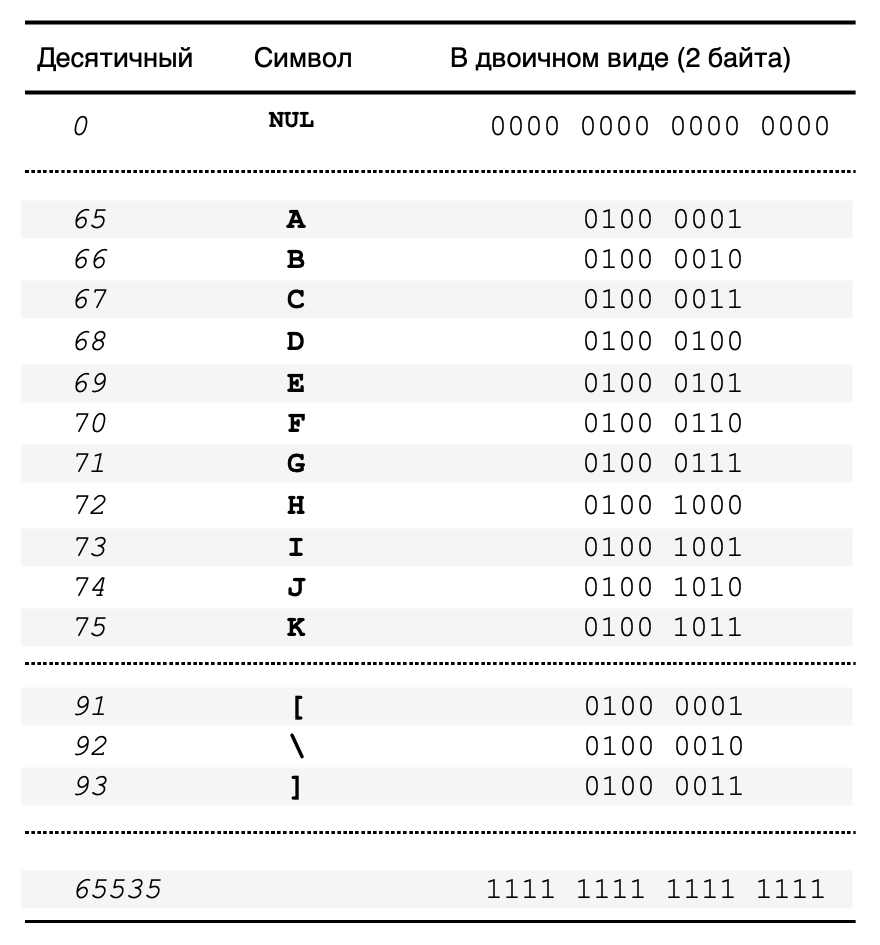 Десятичный Символ В двоичном виде (2 байта)
0 NUL 0000 0000 0000 0000
65 A 0100 0001
66 B 0100 0010
67 C 0100 0011
68 D 0100 0100
69 E 0100 0101
70 F 0100 0110
71 G 0100 0111
72 H 0100 1000
73 I 0100 1001
74 J 0100 1010
75 K 0100 1011
91 [ 0100 0001
92 \ 0100 0010
93 ] 0100 0011
65535 1111 1111 1111 1111